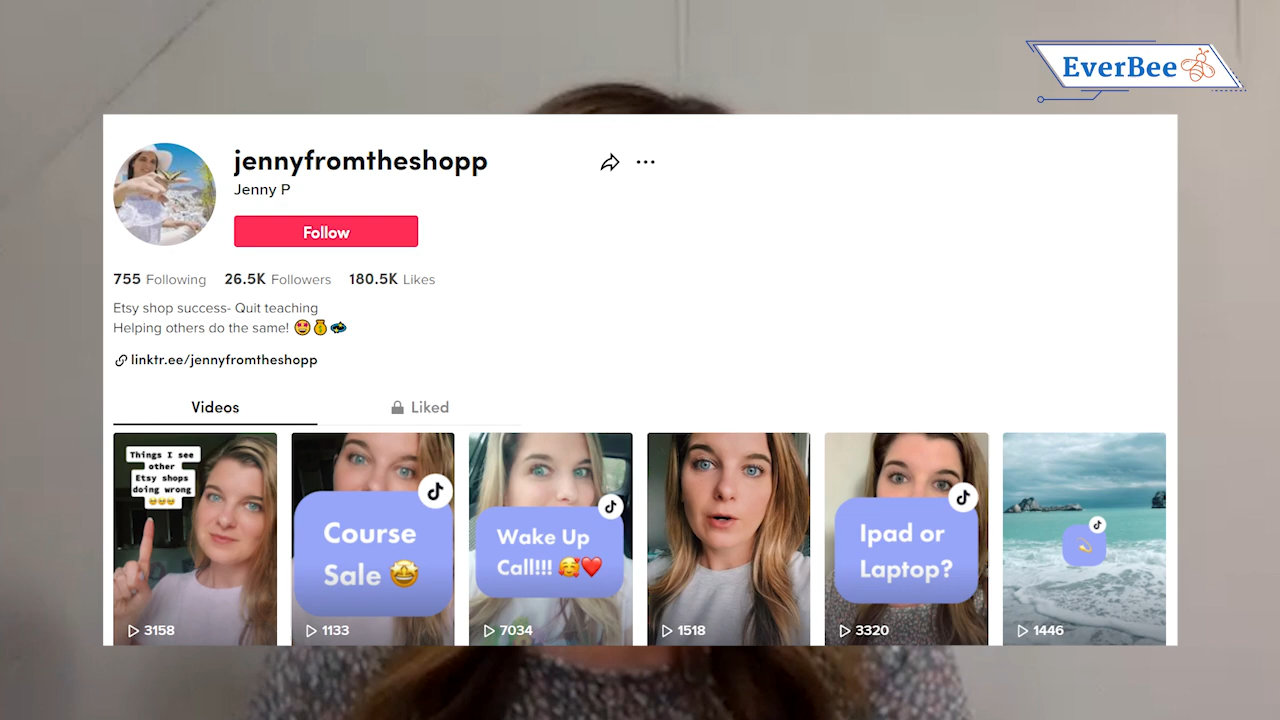 EverBee
jennyfromtheshopp
Jenny P
Follow
755 Following 26.5K Followers 180.5K Likes
Etsy shop success- Quit teaching
Helping others do the same! 🤩💰🤿
linktr.ee/jennyfromtheshopp
Videos Liked
Things I see
other
Etsy shops
doing wrong
🥺🥺🥺
3158
Course
Sale 🤩
1133
Wake Up
Call!!! 🥰❤️
7034
1518
Ipad or
Laptop?
3320
1446